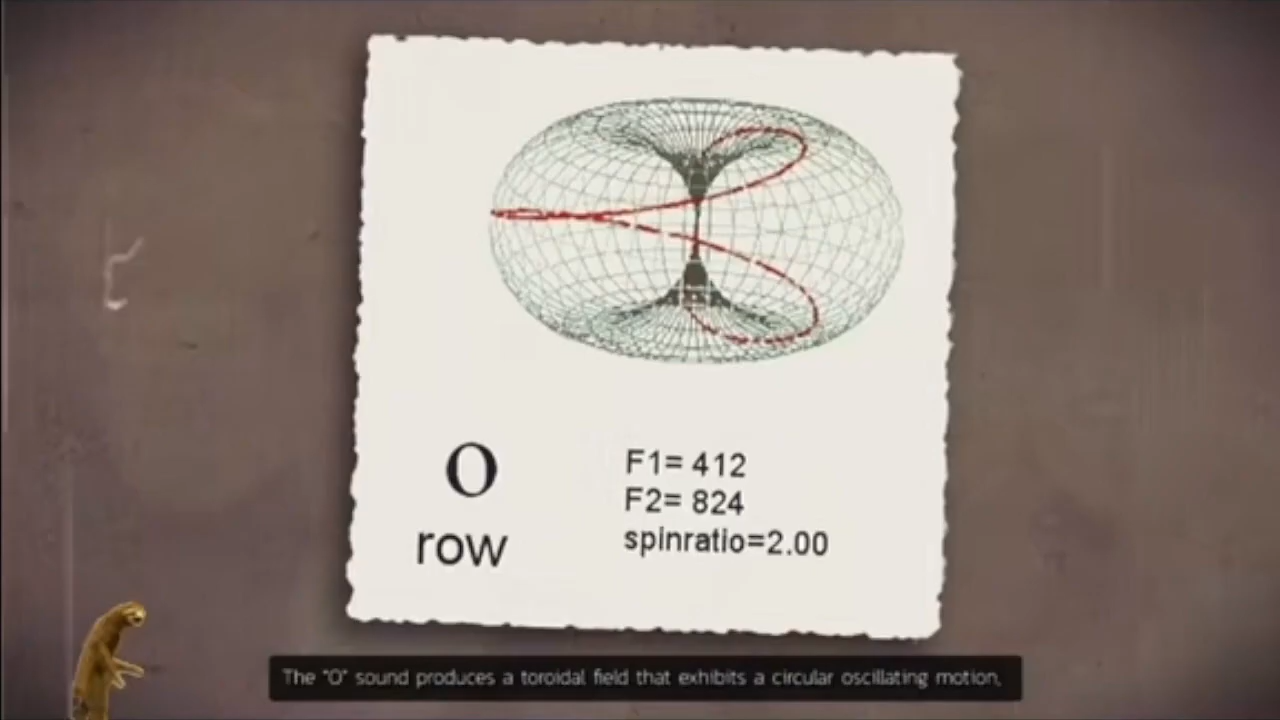 O
row
F1= 412
F2= 824
spinratio=2.00
The "O" sound produces a toroidal field that exhibits a circular oscillating motion,